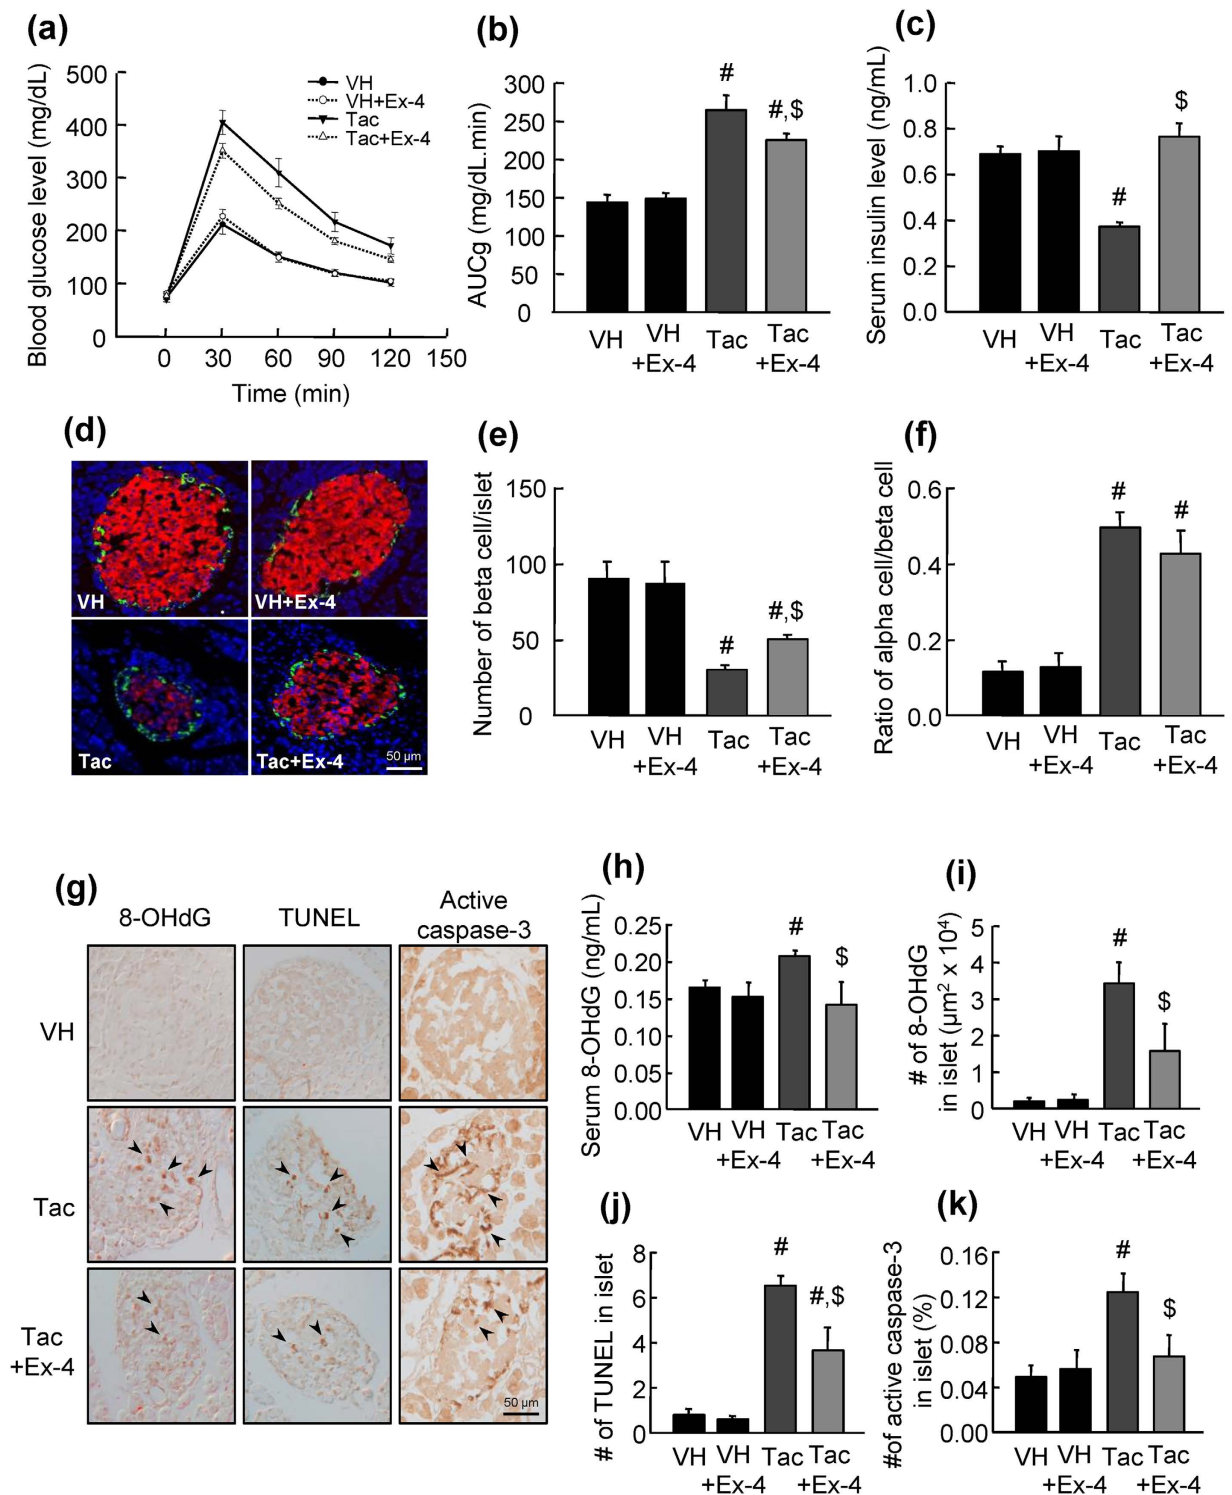 (a)
Blood glucose level (mg/dL)
500
400
300
200
100
0
0 30 60 90 120 150
Time (min)
VH
VH+Ex-4
Tac
Tac+Ex-4
(b)
AUCg (mg/dL.min)
300
250
200
150
100
50
0
#
#,$
VH VH Tac Tac
+Ex-4 +Ex-4
(c)
Serum insulin level (ng/mL)
1.0
0.8
0.6
0.4
0.2
0.0
#
$
VH VH Tac Tac
+Ex-4 +Ex-4
(d)
VH
VH+Ex-4
Tac
Tac+Ex-4
50 µm
(e)
Number of beta cell/islet
150
100
50
0
#
#,$
VH VH Tac Tac
+Ex-4 +Ex-4
(f)
Ratio of alpha cell/beta cell
0.6
0.4
0.2
0.0
#
#
VH VH Tac Tac
+Ex-4 +Ex-4
(g)
8-OHdG
TUNEL
Active
caspase-3
VH
Tac
Tac
+Ex-4
50 µm
(h)
Serum 8-OHdG (ng/mL)
0.25
0.20
0.15
0.10
0.05
0.00
#
$
VH VH Tac Tac
+Ex-4 +Ex-4
(i)
# of 8-OHdG
in islet (µm² x 10⁴)
5
4
3
2
1
0
#
$
VH VH Tac Tac
+Ex-4 +Ex-4
(j)
# of TUNEL in islet
8
6
4
2
0
#
#,$
VH VH Tac Tac
+Ex-4 +Ex-4
(k)
#of active caspase-3
in islet (%)
0.16
0.12
0.08
0.04
0.00
#
$
VH VH Tac Tac
+Ex-4 +Ex-4